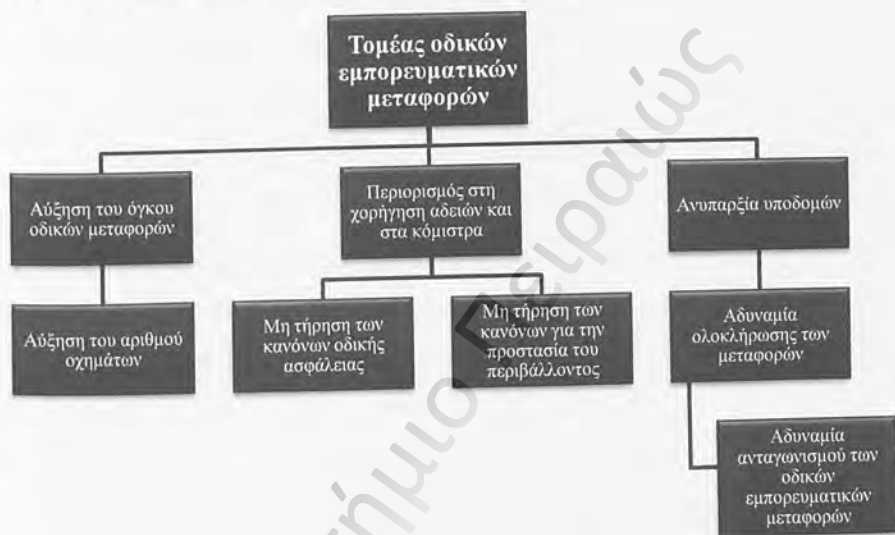 Τομέας οδικών
εμπορευματικών
μεταφορών
Αύξηση του όγκου
οδικών μεταφορών
Περιορισμός στη
χορήγηση αδειών και
στα κόμιστρα
Ανυπαρξία υποδομών
Αύξηση του αριθμού
οχημάτων
Μη τήρηση των
κανόνων οδικής
ασφάλειας
Μη τήρηση των
κανόνων για την
προστασία του
περιβάλλοντος
Αδυναμία
ολοκλήρωσης των
μεταφορών
Αδυναμία
ανταγωνισμού των
οδικών
εμπορευματικών
μεταφορών
τήμιο Πειραιώς